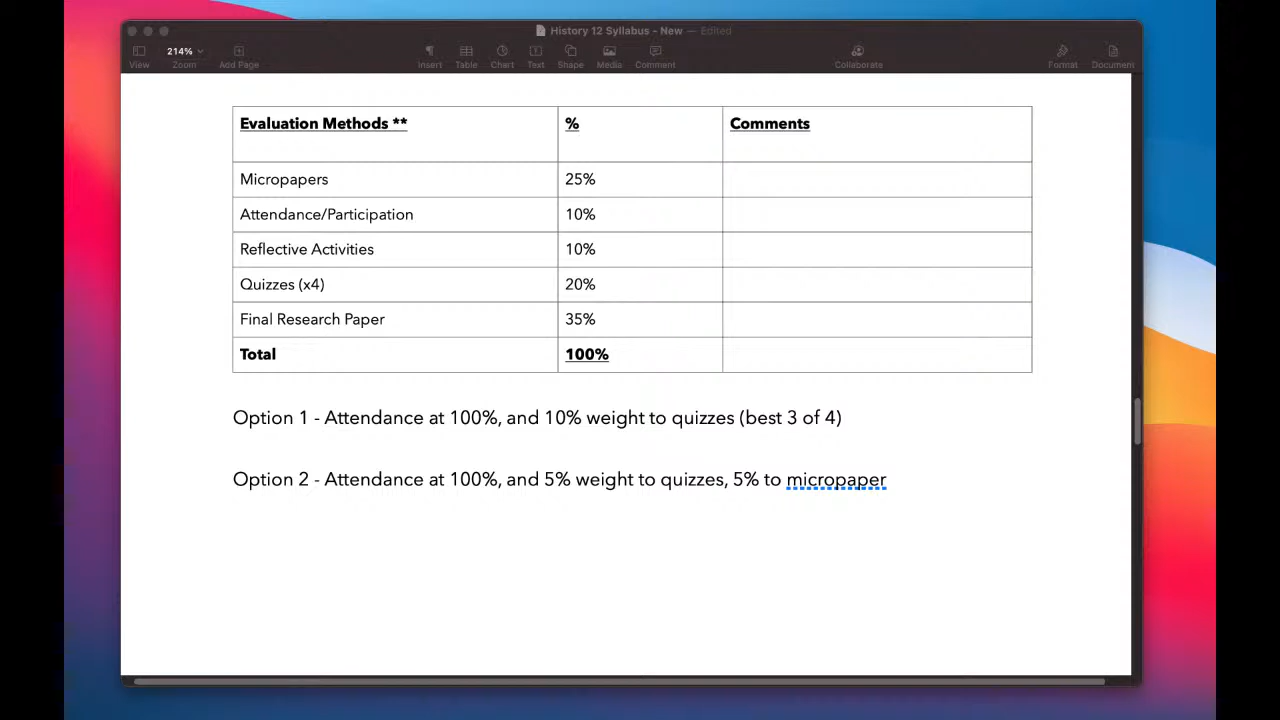 History 12 Syllabus - New — Edited
214%
View Zoom Add Page Insert Table Chart Text Shape Media Comment Collaborate Format Document
Evaluation Methods ** % Comments
Micropapers 25%
Attendance/Participation 10%
Reflective Activities 10%
Quizzes (x4) 20%
Final Research Paper 35%
Total 100%
Option 1 - Attendance at 100%, and 10% weight to quizzes (best 3 of 4)
Option 2 - Attendance at 100%, and 5% weight to quizzes, 5% to micropaper